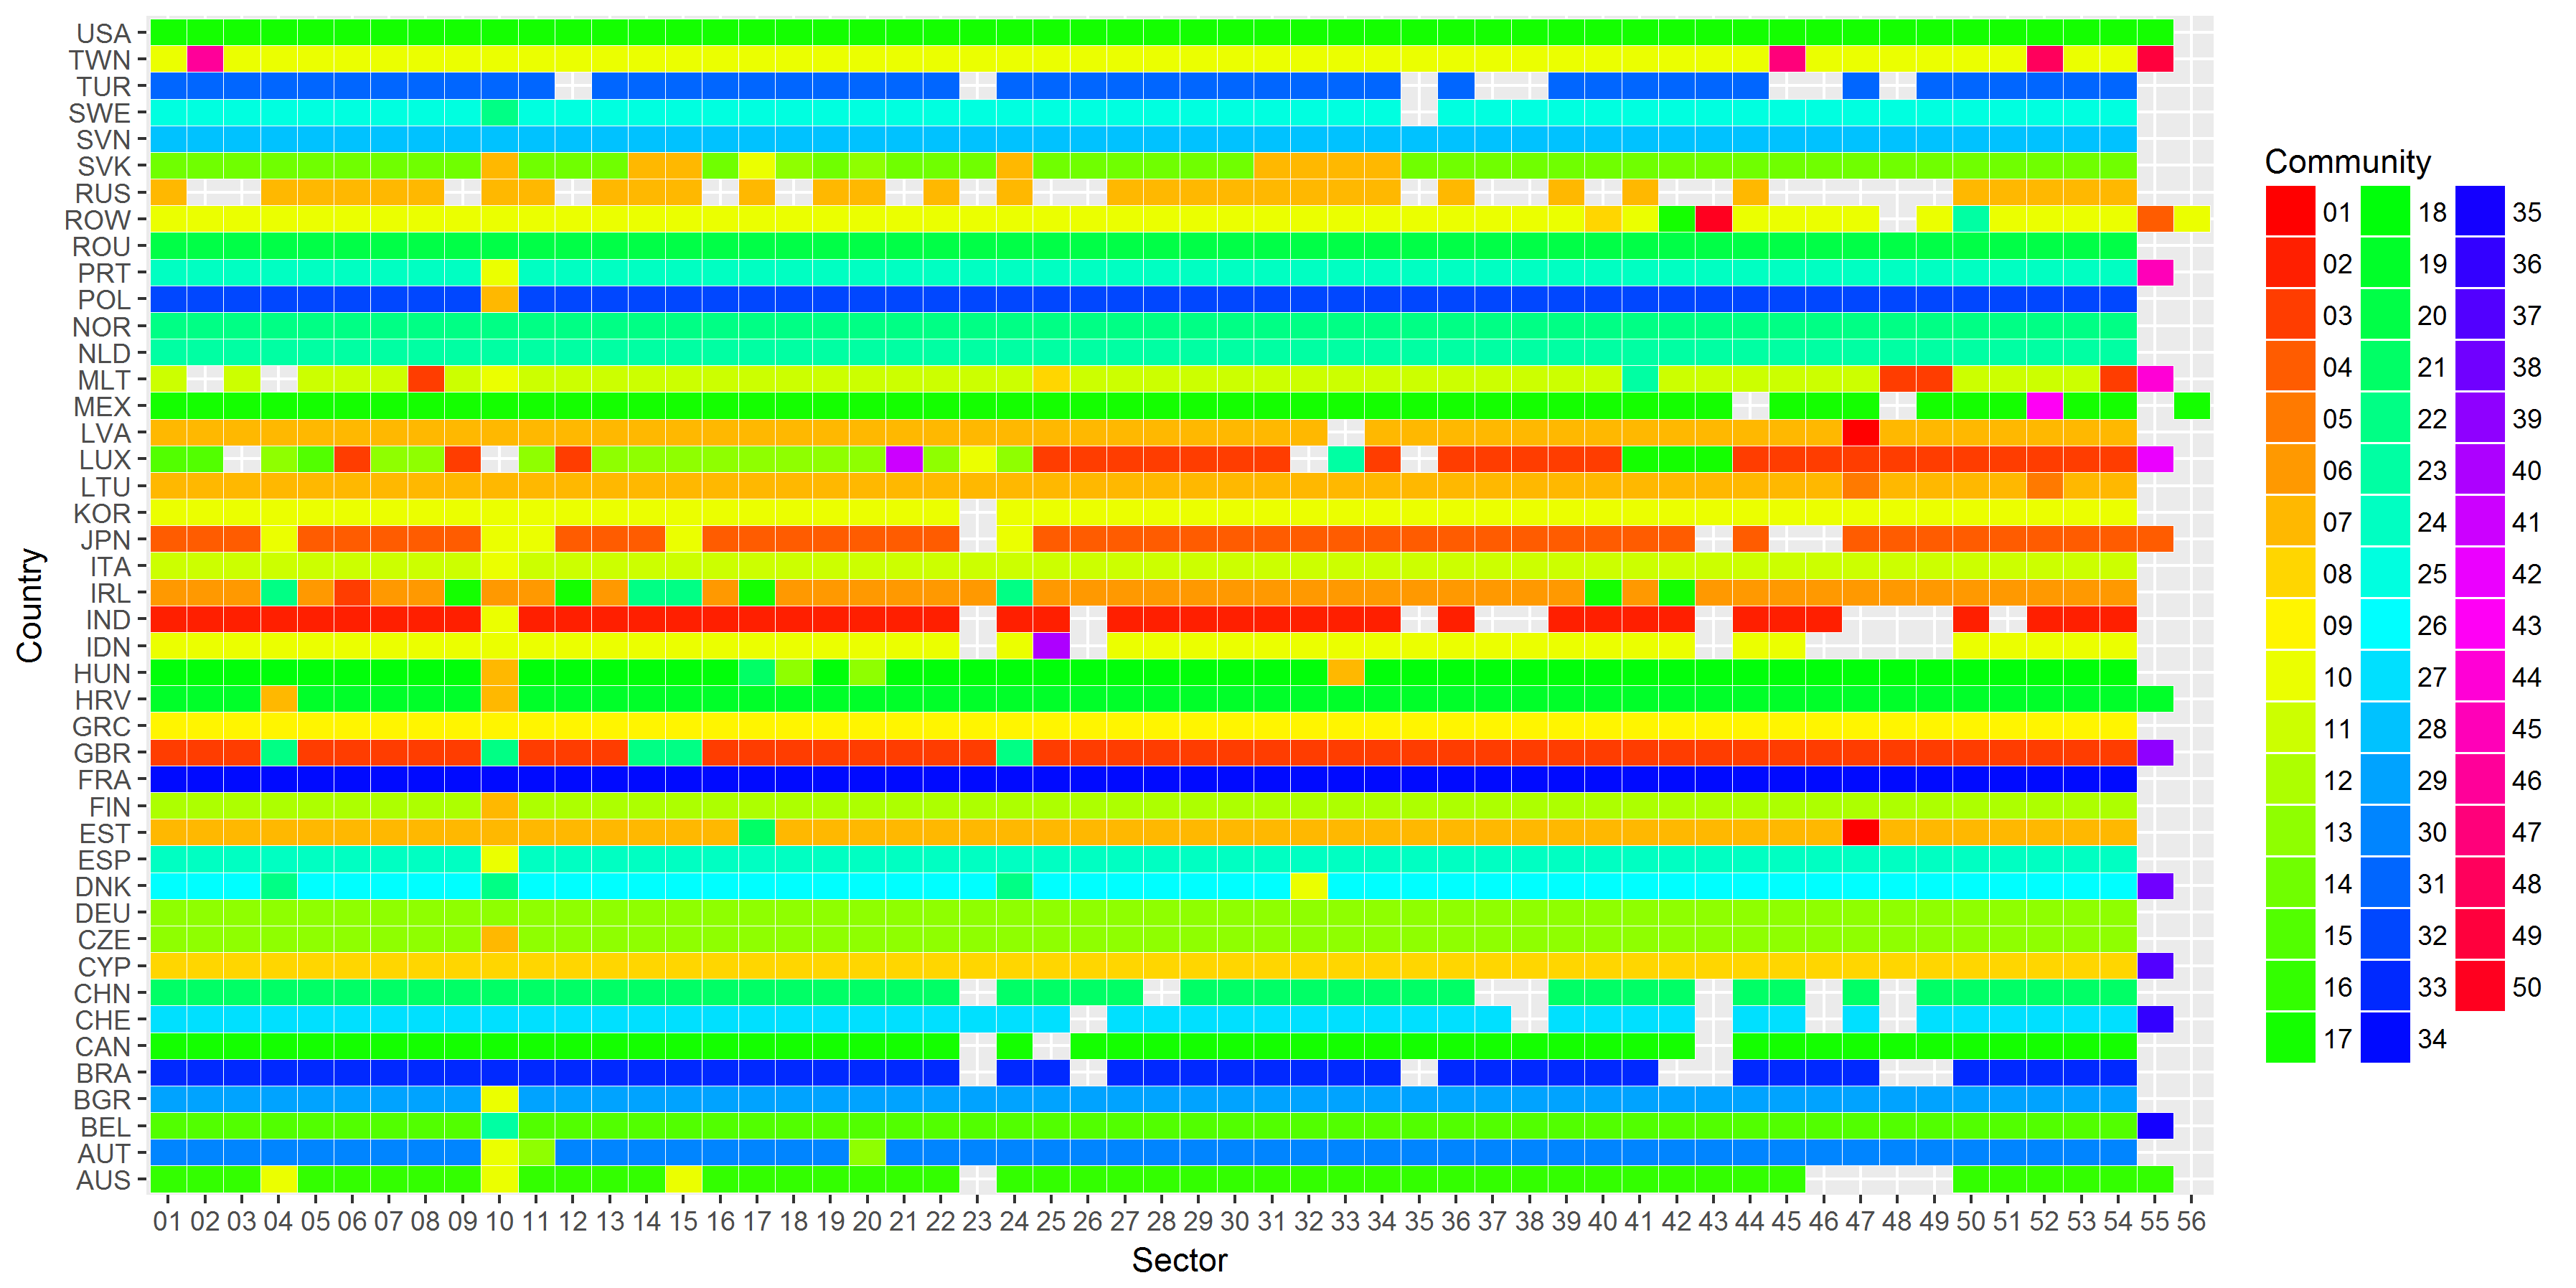 USA
TWN
TUR
SWE
SVN
SVK
RUS
ROW
ROU
PRT
POL
NOR
NLD
MLT
MEX
LVA
LUX
LTU
KOR
JPN
ITA
IRL
IND
IDN
HUN
HRV
GRC
GBR
FRA
FIN
EST
ESP
DNK
DEU
CZE
CYP
CHN
CHE
CAN
BRA
BGR
BEL
AUT
AUS
Country
01 02 03 04 05 06 07 08 09 10 11 12 13 14 15 16 17 18 19 20 21 22 23 24 25 26 27 28 29 30 31 32 33 34 35 36 37 38 39 40 41 42 43 44 45 46 47 48 49 50 51 52 53 54 55 56
Sector
Community
01 18 35
02 19 36
03 20 37
04 21 38
05 22 39
06 23 40
07 24 41
08 25 42
09 26 43
10 27 44
11 28 45
12 29 46
13 30 47
14 31 48
15 32 49
16 33 50
17 34